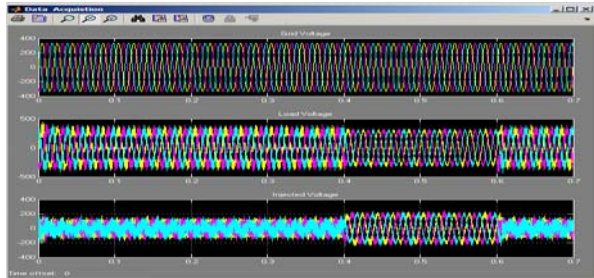 Data Acquistion
Grid Voltage
400
200
0
-200
-400
0 0.1 0.2 0.3 0.4 0.5 0.6 0.7
Load Voltage
500
0
-500
0 0.1 0.2 0.3 0.4 0.5 0.6 0.7
Injected Voltage
400
200
0
-200
-400
0 0.1 0.2 0.3 0.4 0.5 0.6 0.7
Time offset: 0